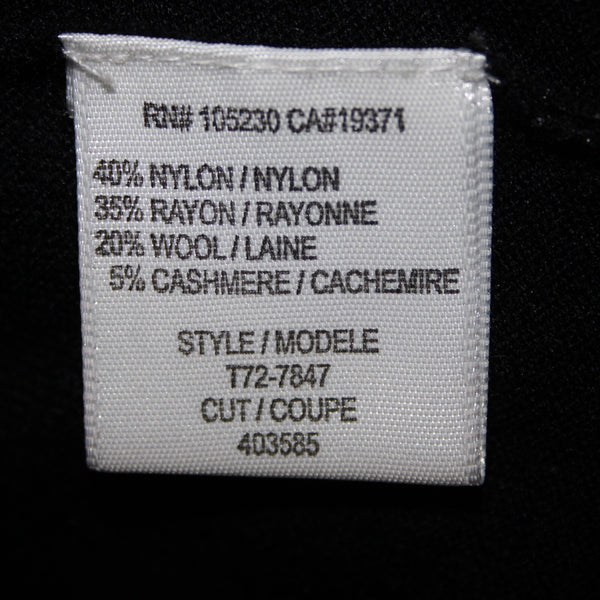 RN# 105230 CA#19371
40% NYLON / NYLON
35% RAYON / RAYONNE
20% WOOL / LAINE
5% CASHMERE / CACHEMIRE
STYLE / MODELE
T72-7847
CUT / COUPE
403585